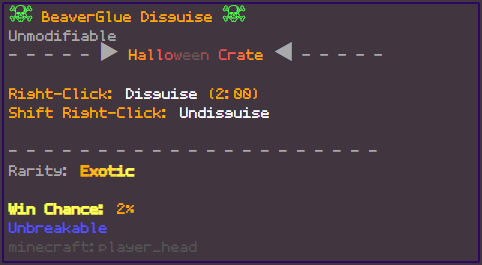 ☠ BeaverGlue Disguise ☠
Unmodifiable
- - - - - ▶ Halloween Crate ◀ - - - - -
Right-Click: Disguise (2:00)
Shift Right-Click: Undisguise
- - - - - - - - - - - - - - - - - - - - - -
Rarity: Exotic
Win Chance: 2%
Unbreakable
minecraft:player_head